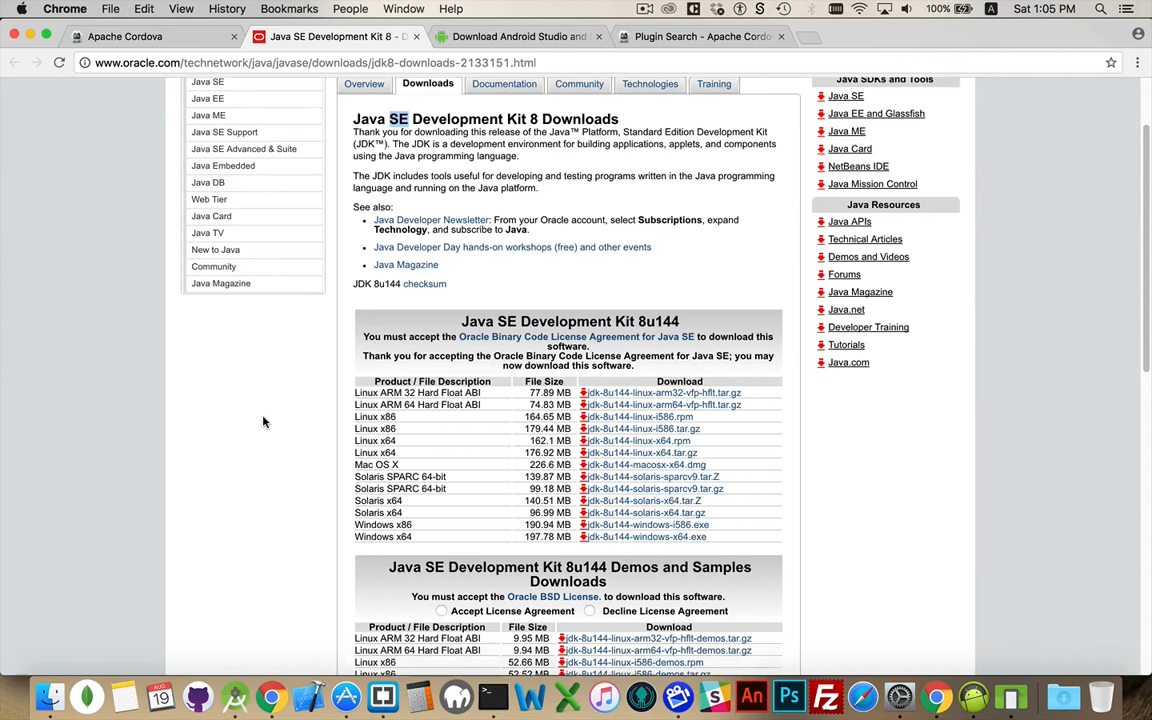 Chrome File Edit View History Bookmarks People Window Help 100% A Sat 1:05 PM
Apache Cordova
Java SE Development Kit 8 - D
Download Android Studio and
Plugin Search - Apache Cordo
www.oracle.com/technetwork/java/javase/downloads/jdk8-downloads-2133151.html
Java SE
Java EE
Java ME
Java SE Support
Java SE Advanced & Suite
Java Embedded
Java DB
Web Tier
Java Card
Java TV
New to Java
Community
Java Magazine
Overview Downloads Documentation Community Technologies Training
Java SE Development Kit 8 Downloads
Thank you for downloading this release of the Java™ Platform, Standard Edition Development Kit
(JDK™). The JDK is a development environment for building applications, applets, and components
using the Java programming language.
The JDK includes tools useful for developing and testing programs written in the Java programming
language and running on the Java platform.
See also:
• Java Developer Newsletter: From your Oracle account, select Subscriptions, expand
Technology, and subscribe to Java.
• Java Developer Day hands-on workshops (free) and other events
• Java Magazine
JDK 8u144 checksum
Java SE Development Kit 8u144
You must accept the Oracle Binary Code License Agreement for Java SE to download this
software.
Thank you for accepting the Oracle Binary Code License Agreement for Java SE; you may
now download this software.
Product / File Description File Size Download
Linux ARM 32 Hard Float ABI 77.89 MB jdk-8u144-linux-arm32-vfp-hflt.tar.gz
Linux ARM 64 Hard Float ABI 74.83 MB jdk-8u144-linux-arm64-vfp-hflt.tar.gz
Linux x86 164.65 MB jdk-8u144-linux-i586.rpm
Linux x86 179.44 MB jdk-8u144-linux-i586.tar.gz
Linux x64 162.1 MB jdk-8u144-linux-x64.rpm
Linux x64 176.92 MB jdk-8u144-linux-x64.tar.gz
Mac OS X 226.6 MB jdk-8u144-macosx-x64.dmg
Solaris SPARC 64-bit 139.87 MB jdk-8u144-solaris-sparcv9.tar.Z
Solaris SPARC 64-bit 99.18 MB jdk-8u144-solaris-sparcv9.tar.gz
Solaris x64 140.51 MB jdk-8u144-solaris-x64.tar.Z
Solaris x64 96.99 MB jdk-8u144-solaris-x64.tar.gz
Windows x86 190.94 MB jdk-8u144-windows-i586.exe
Windows x64 197.78 MB jdk-8u144-windows-x64.exe
Java SE Development Kit 8u144 Demos and Samples
Downloads
You must accept the Oracle BSD License. to download this software.
Accept License Agreement Decline License Agreement
Product / File Description File Size Download
Linux ARM 32 Hard Float ABI 9.95 MB jdk-8u144-linux-arm32-vfp-hflt-demos.tar.gz
Linux ARM 64 Hard Float ABI 9.94 MB jdk-8u144-linux-arm64-vfp-hflt-demos.tar.gz
Linux x86 52.66 MB jdk-8u144-linux-i586-demos.rpm
Linux x86 52.52 MB jdk-8u144-linux-i586-demos.tar.gz
Java SDKs and Tools
Java SE
Java EE and Glassfish
Java ME
Java Card
NetBeans IDE
Java Mission Control
Java Resources
Java APIs
Technical Articles
Demos and Videos
Forums
Java Magazine
Java.net
Developer Training
Tutorials
Java.com
AUG
19
An
Ps
Fz